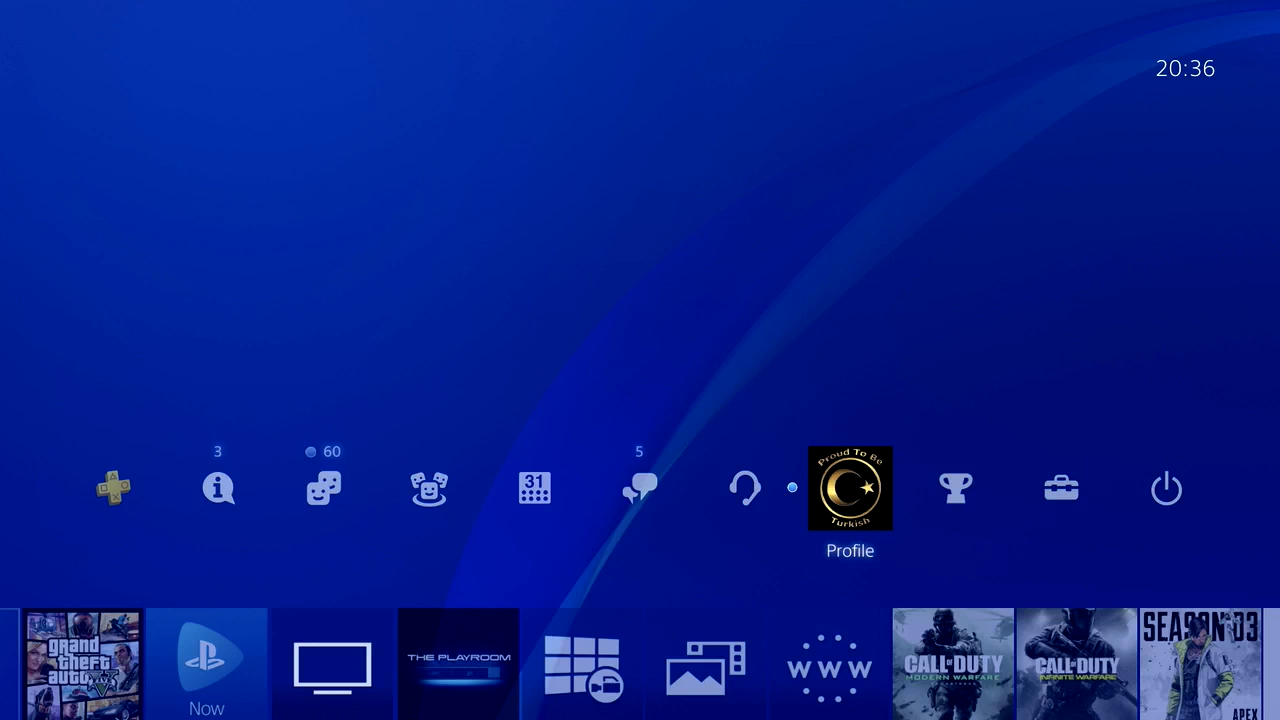 20:36
3
60
5
31
Proud To Be
Turkish
Profile
grand
theft
auto
V
Now
THE PLAYROOM
WWW
CALL OF DUTY
MODERN WARFARE
CALL OF DUTY
INFINITE WARFARE
SEASON 03
APEX